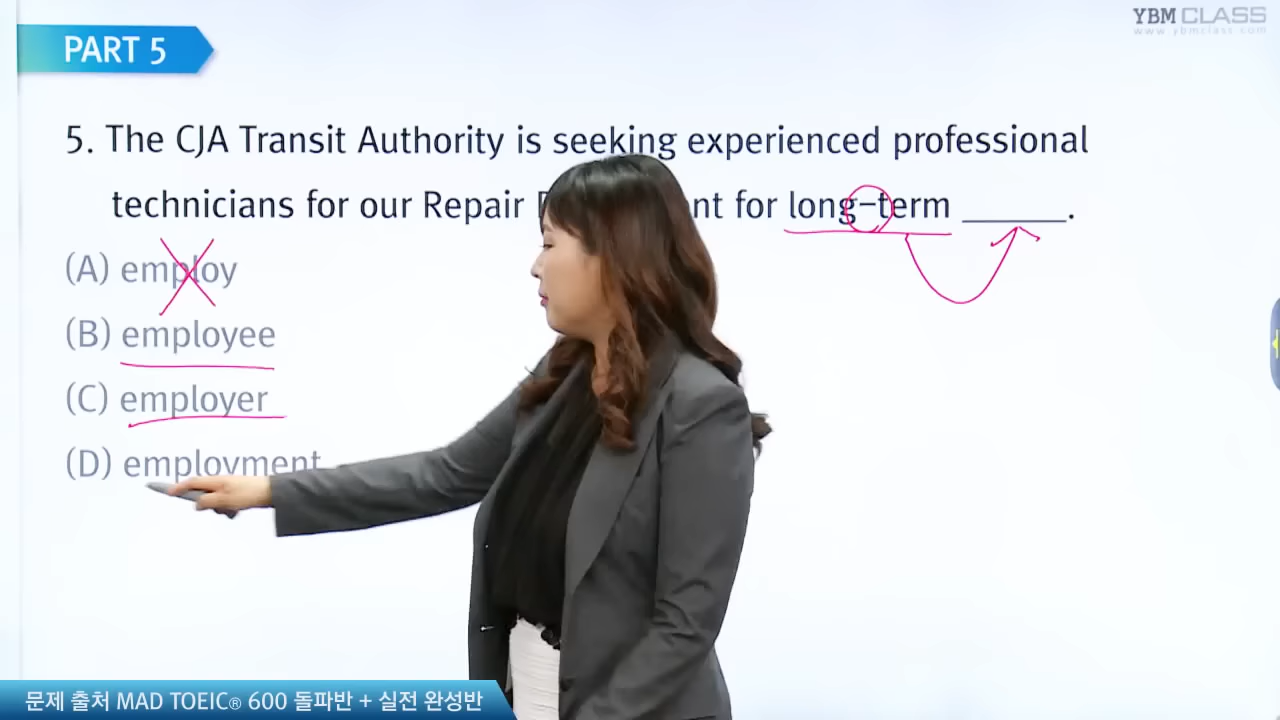 YBM CLASS
www.ybmclass.com
PART 5
5. The CJA Transit Authority is seeking experienced professional
technicians for our Repair nt for long-term ______.
(A) employ
(B) employee
(C) employer
(D) employment
문제 출처 MAD TOEIC® 600 돌파반 + 실전 완성반